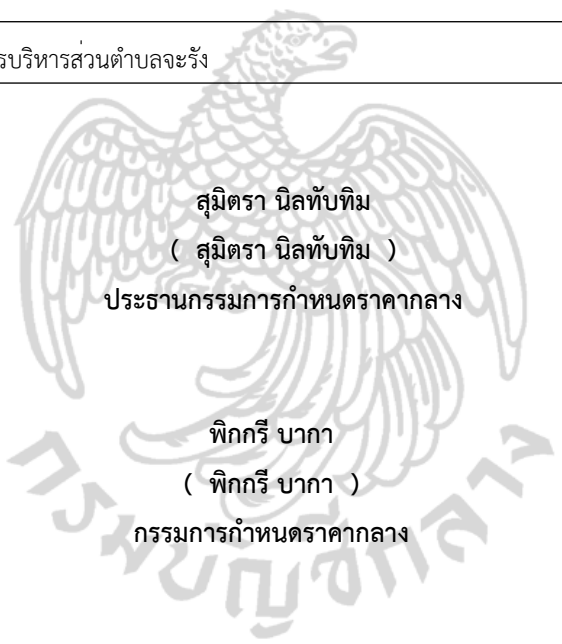 รบริหารส่วนตำบลจะรัง
สุมิตรา นิลทับทิม
( สุมิตรา นิลทับทิม )
ประธานกรรมการกำหนดราคากลาง
พิกกรี บากา
( พิกกรี บากา )
กรรมการกำหนดราคากลาง
กรมบัญชีกลาง